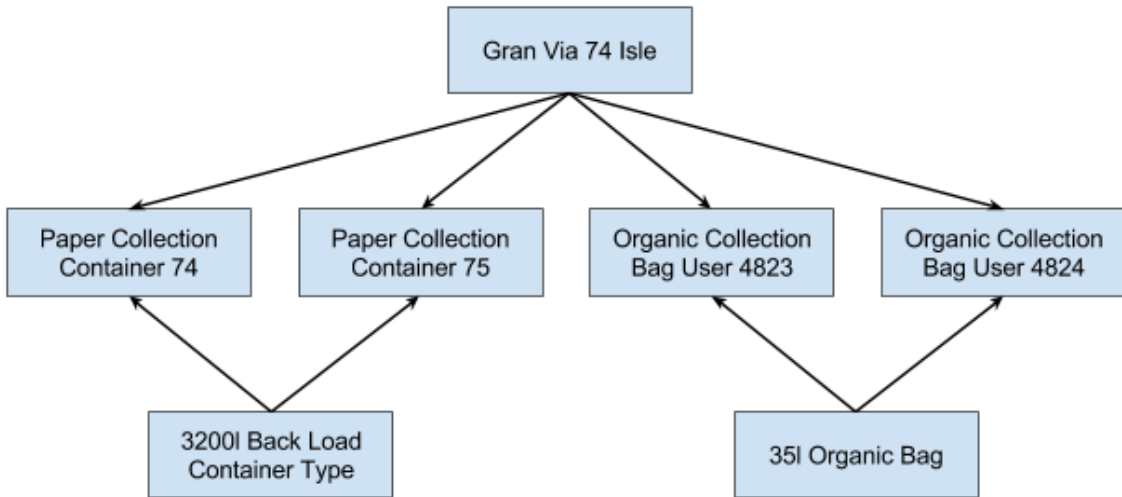 Gran Via 74 Isle
Paper Collection
Container 74
Paper Collection
Container 75
Organic Collection
Bag User 4823
Organic Collection
Bag User 4824
3200l Back Load
Container Type
35l Organic Bag